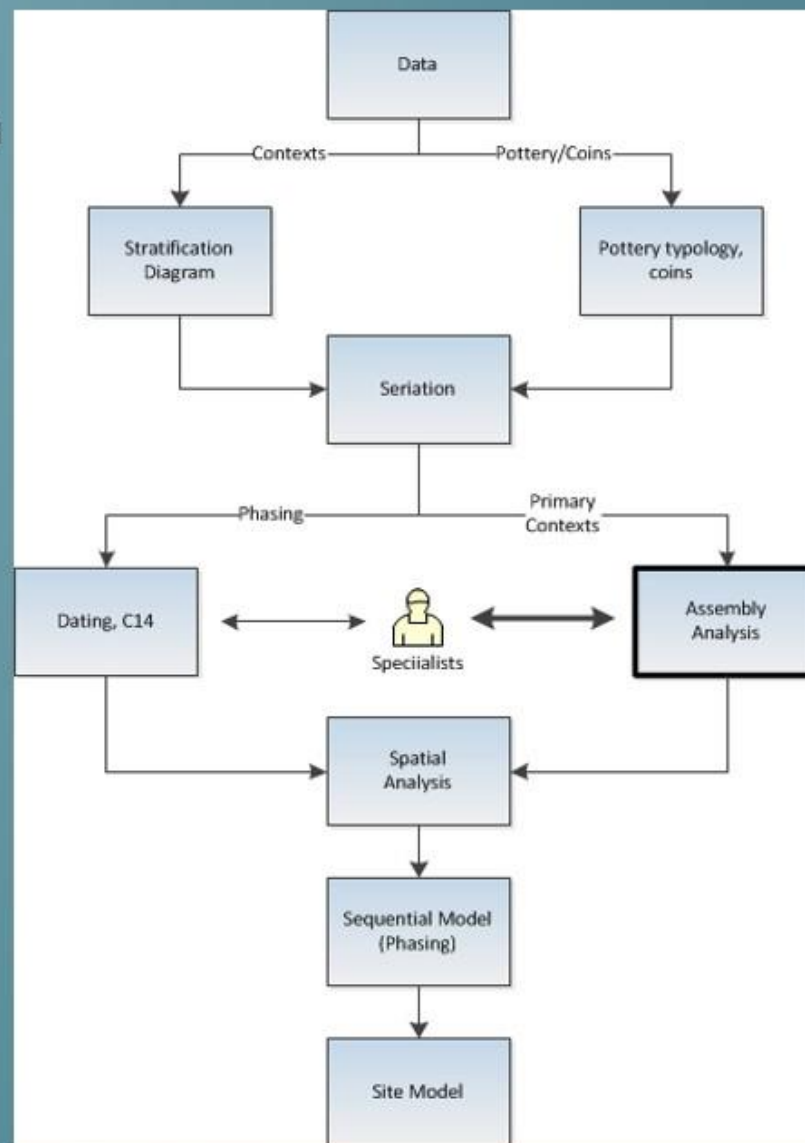 Data
Contexts
Pottery/Coins
Stratification
Diagram
Pottery typology,
coins
Seriation
Phasing
Primary
Contexts
Dating, C14
Speciialists
Assembly
Analysis
Spatial
Analysis
Sequential Model
(Phasing)
Site Model